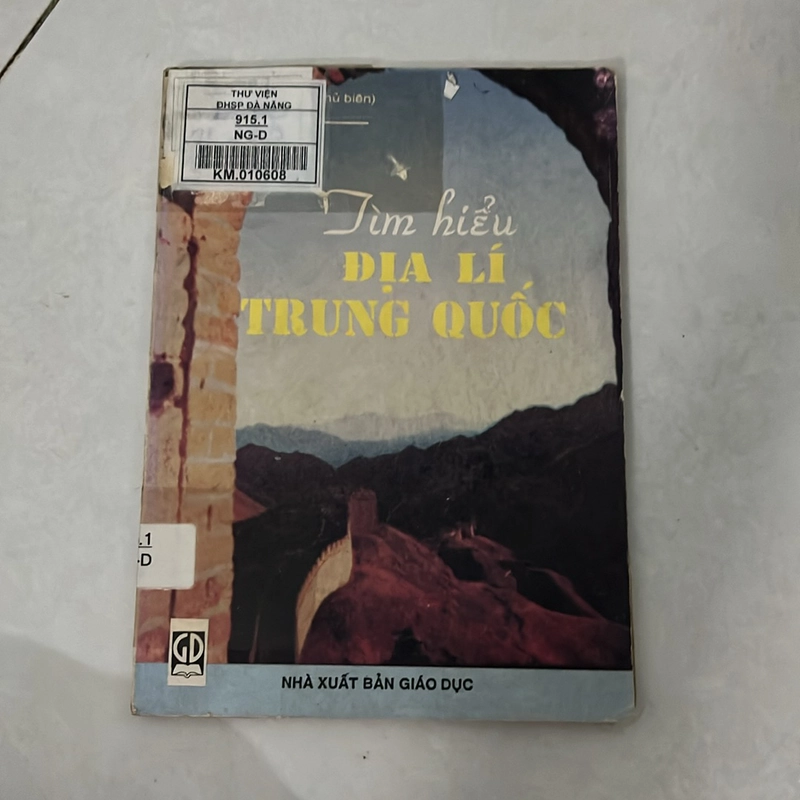 THƯ VIỆN
ĐHSP ĐÀ NẴNG
915.1
NG-D
KM.010608
biên)
Tìm hiểu
ĐỊA LÍ
TRUNG QUỐC
.1
-D
GD
NHÀ XUẤT BẢN GIÁO DỤC